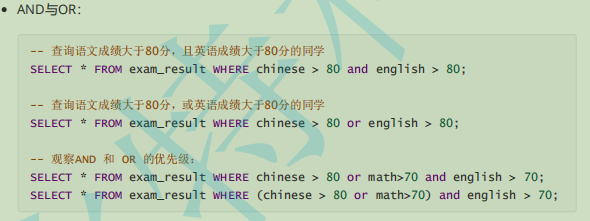 • AND与OR：
-- 查询语文成绩大于80分，且英语成绩大于80分的同学
SELECT * FROM exam_result WHERE chinese > 80 and english > 80;
-- 查询语文成绩大于80分，或英语成绩大于80分的同学
SELECT * FROM exam_result WHERE chinese > 80 or english > 80;
-- 观察AND 和 OR 的优先级：
SELECT * FROM exam_result WHERE chinese > 80 or math>70 and english > 70;
SELECT * FROM exam_result WHERE (chinese > 80 or math>70) and english > 70;